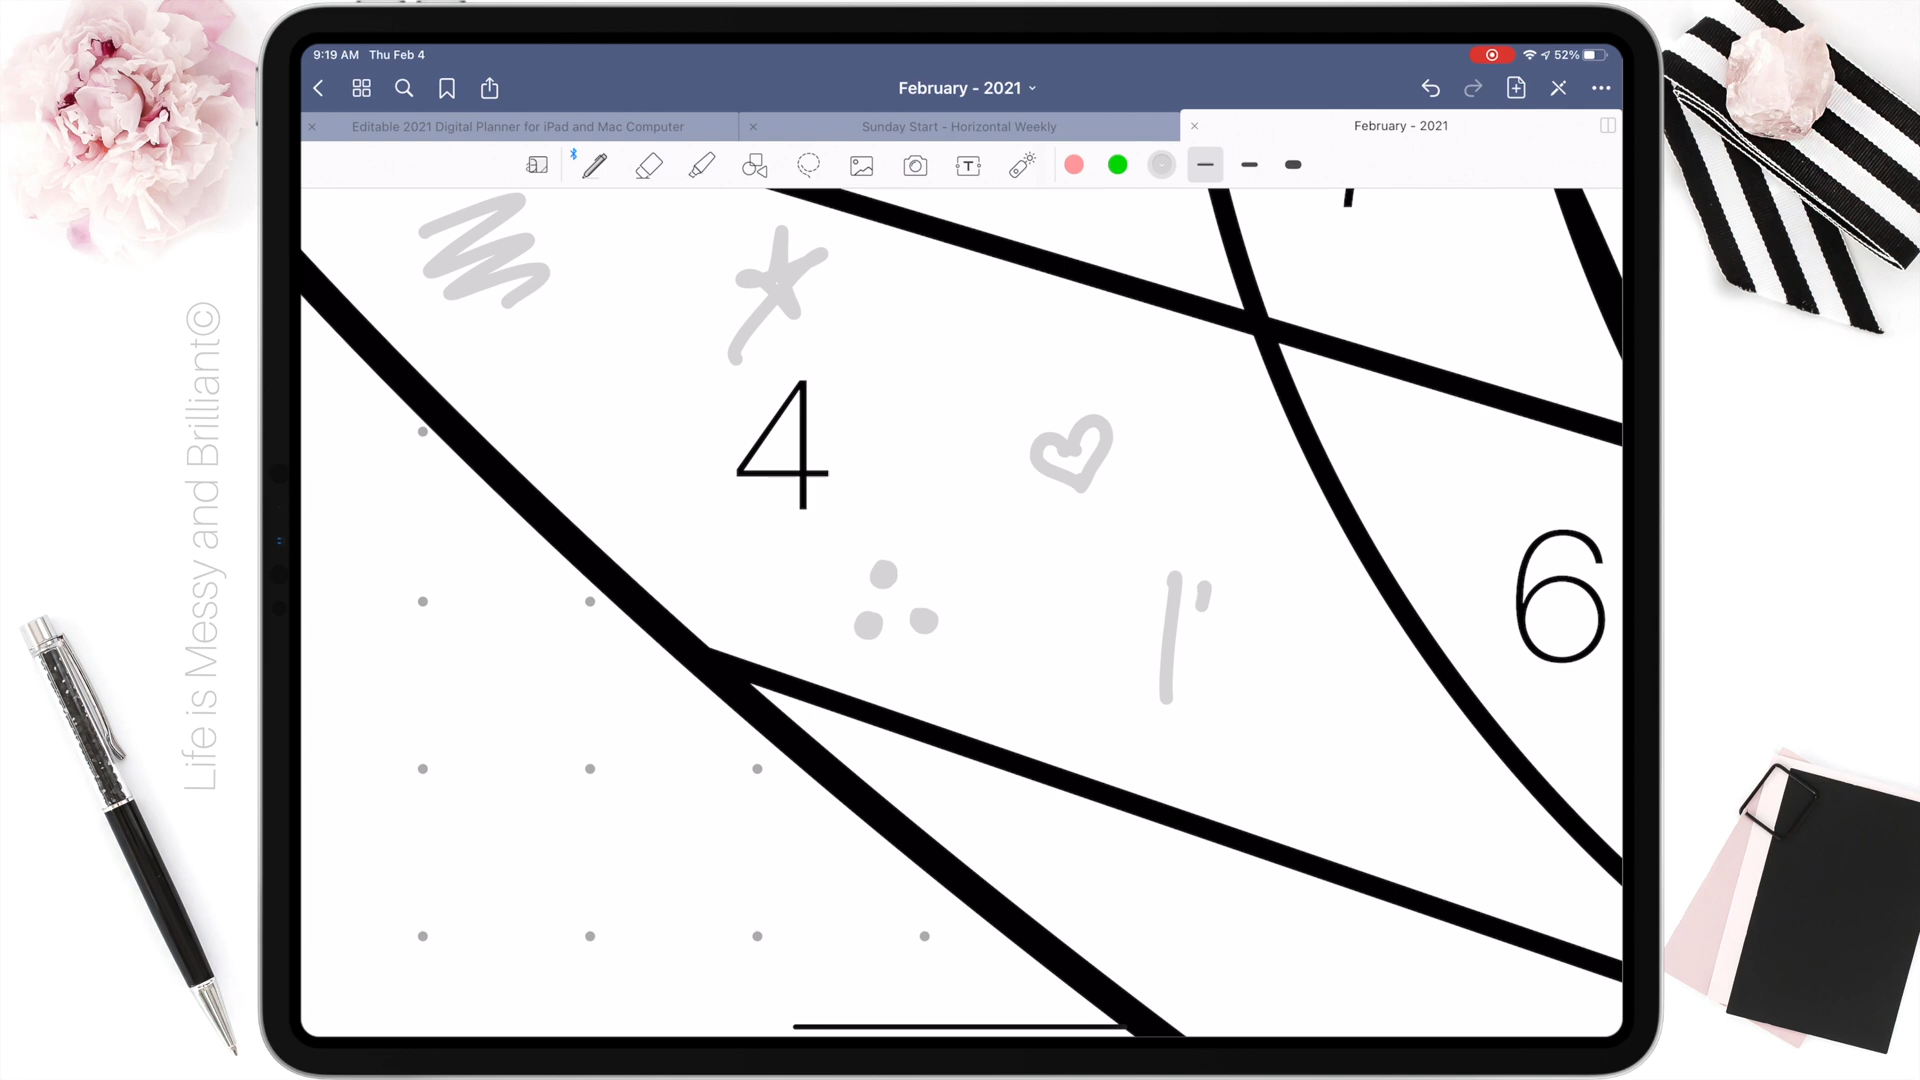 9:19 AM Thu Feb 4
52%
February - 2021
Editable 2021 Digital Planner for iPad and Mac Computer
Sunday Start - Horizontal Weekly
February - 2021
T
4
6
Life is Messy and Brilliant©